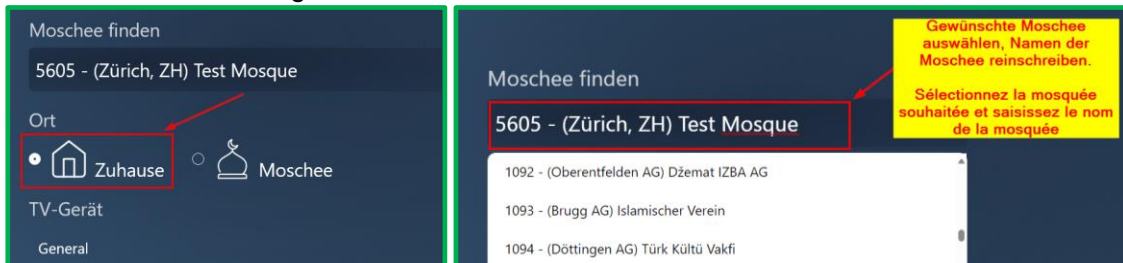 Moschee finden
5605 - (Zürich, ZH) Test Mosque
Ort
Zuhause
Moschee
TV-Gerät
General
Moschee finden
5605 - (Zürich, ZH) Test Mosque
1092 - (Oberentfelden AG) Džemat IZBA AG
1093 - (Brugg AG) Islamischer Verein
1094 - (Döttingen AG) Türk Kültü Vakfi
Gewünschte Moschee
auswählen, Namen der
Moschee reinschreiben.
Sélectionnez la mosquée
souhaitée et saisissez le nom
de la mosquée